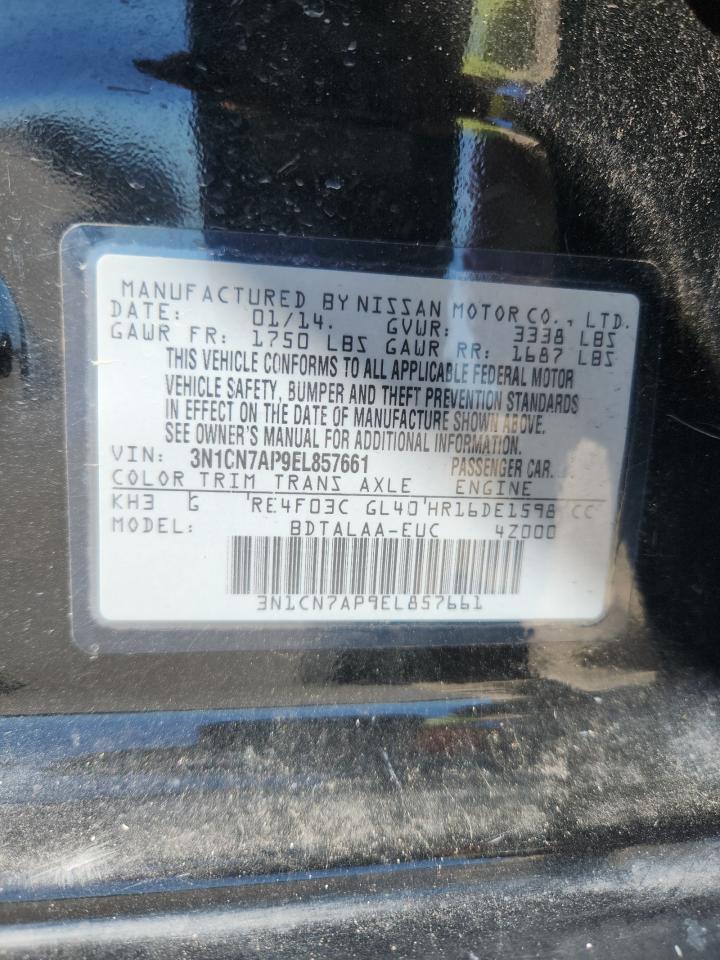 MANUFACTURED BY NISSAN MOTOR CO., LTD.
DATE: 01/14. GVWR: 3338 LBS
GAWR FR: 1750 LBS GAWR RR: 1687 LBS
THIS VEHICLE CONFORMS TO ALL APPLICABLE FEDERAL MOTOR
VEHICLE SAFETY, BUMPER AND THEFT PREVENTION STANDARDS
IN EFFECT ON THE DATE OF MANUFACTURE SHOWN ABOVE.
SEE OWNER'S MANUAL FOR ADDITIONAL INFORMATION.
VIN: 3N1CN7AP9EL857661 PASSENGER CAR.
COLOR TRIM TRANS AXLE ENGINE
KH3 G RE4F03C GL40 HR16DE1598 CC
MODEL: BDTALAA-EUC 4Z000
3N1CN7AP9EL857661